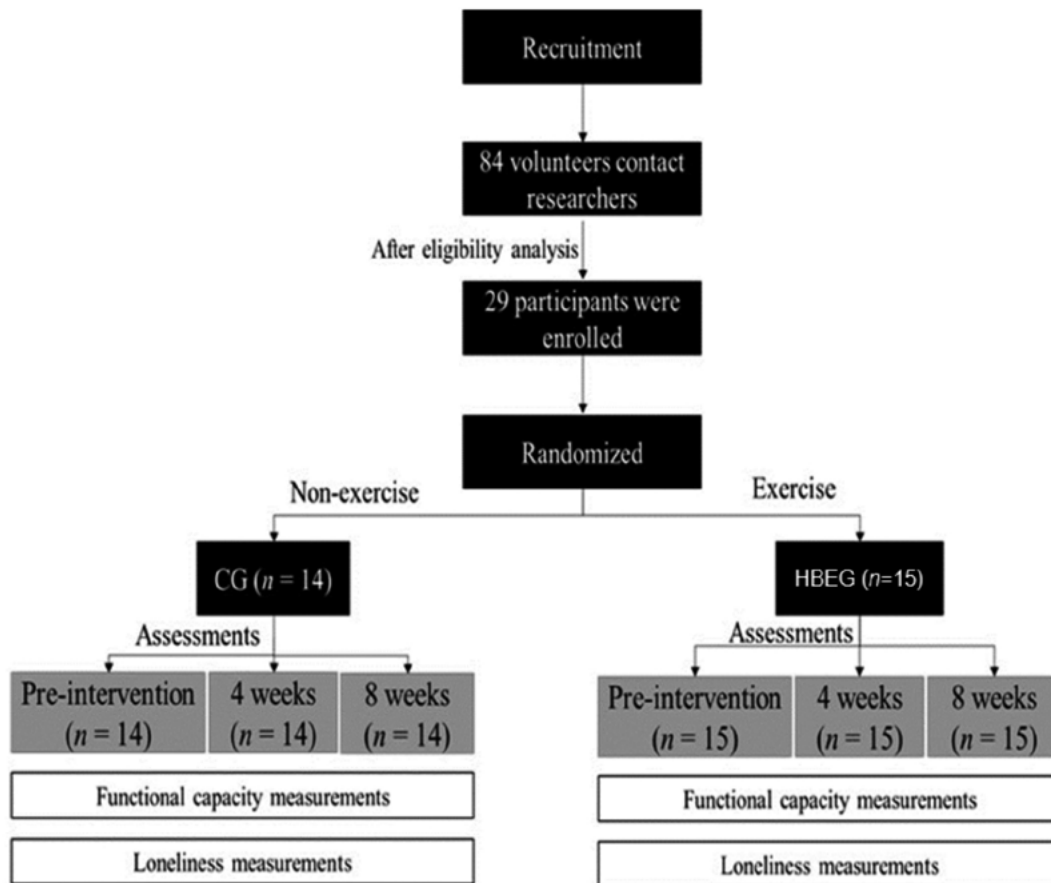 Recruitment
84 volunteers contact
researchers
After eligibility analysis
29 participants were
enrolled
Randomized
Non-exercise
Exercise
CG (n = 14)
HBEG (n=15)
Assessments
Assessments
Pre-intervention
(n = 14)
4 weeks
(n = 14)
8 weeks
(n = 14)
Pre-intervention
(n = 15)
4 weeks
(n = 15)
8 weeks
(n = 15)
Functional capacity measurements
Functional capacity measurements
Loneliness measurements
Loneliness measurements